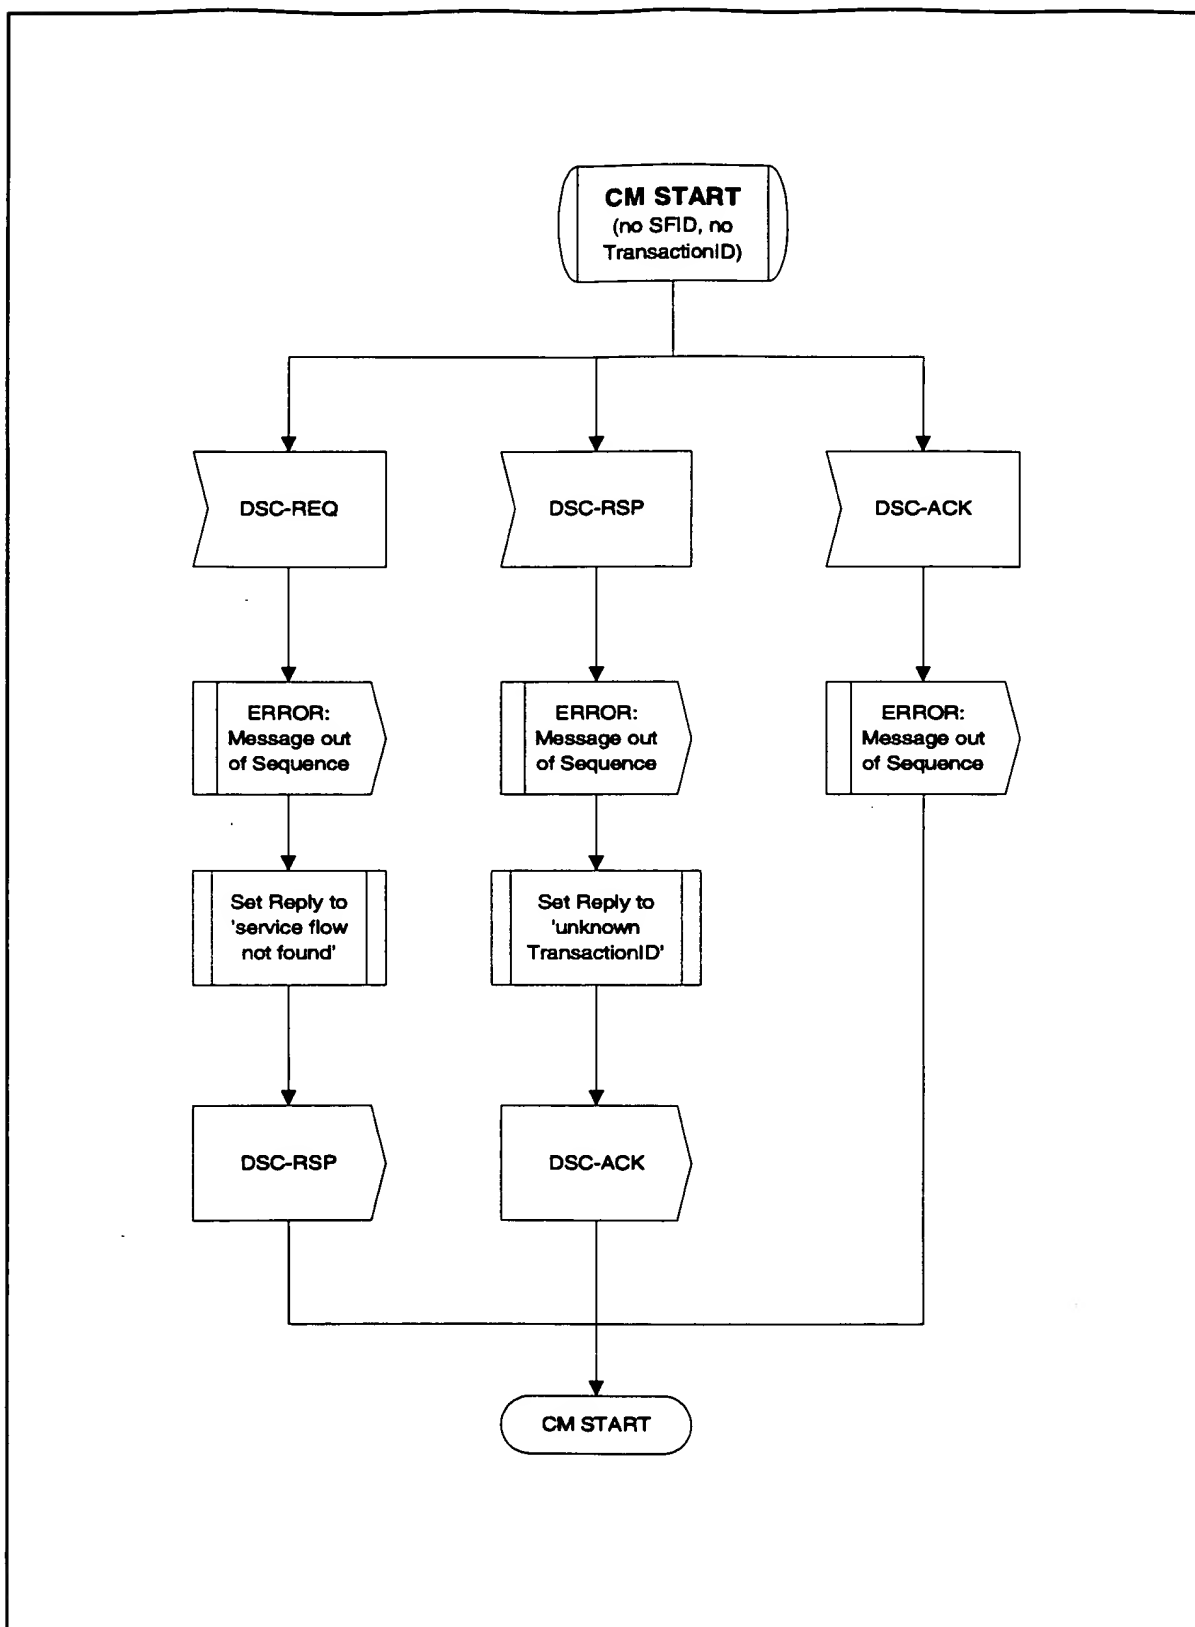 CM START
(no SFID, no
TransactionID)
DSC-REQ
DSC-RSP
DSC-ACK
ERROR:
Message out
of Sequence
ERROR:
Message out
of Sequence
ERROR:
Message out
of Sequence
Set Reply to
'service flow
not found'
Set Reply to
'unknown
TransactionID'
DSC-RSP
DSC-ACK
CM START